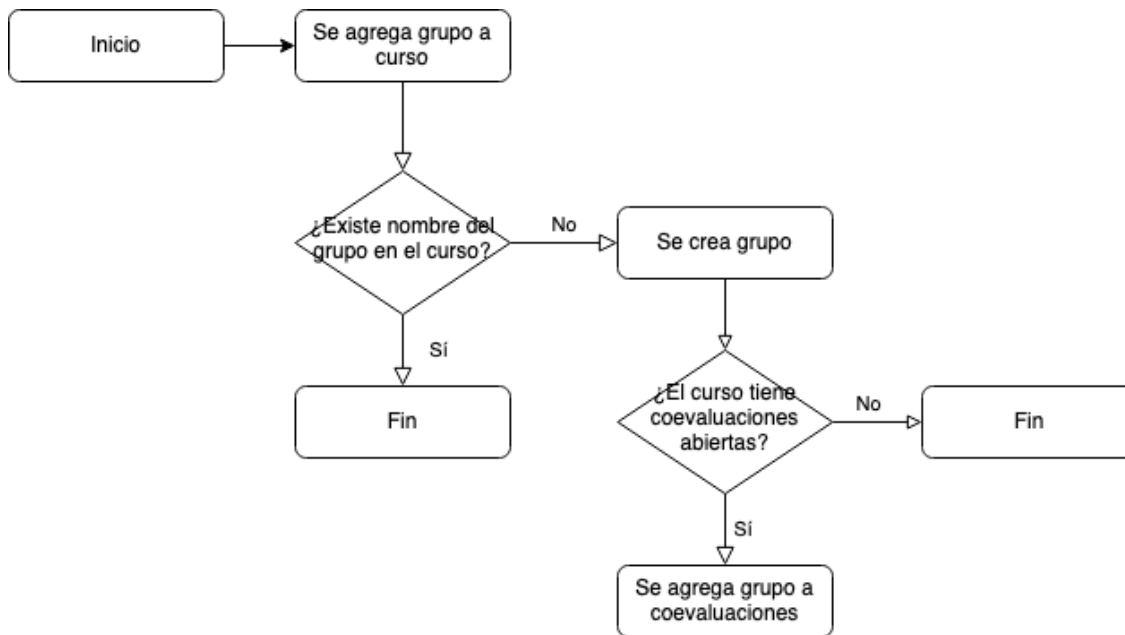 Inicio
Se agrega grupo a
curso
¿Existe nombre del
grupo en el curso?
No
Se crea grupo
Sí
Fin
¿El curso tiene
coevaluaciones
abiertas?
No
Fin
Sí
Se agrega grupo a
coevaluaciones